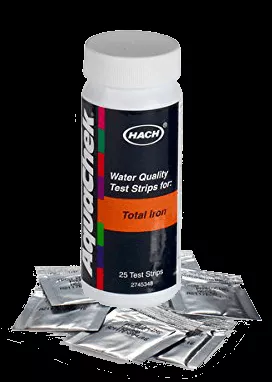 HACH
AquaChek
Water Quality
Test Strips for:
Total Iron
25 Test Strips
2745348